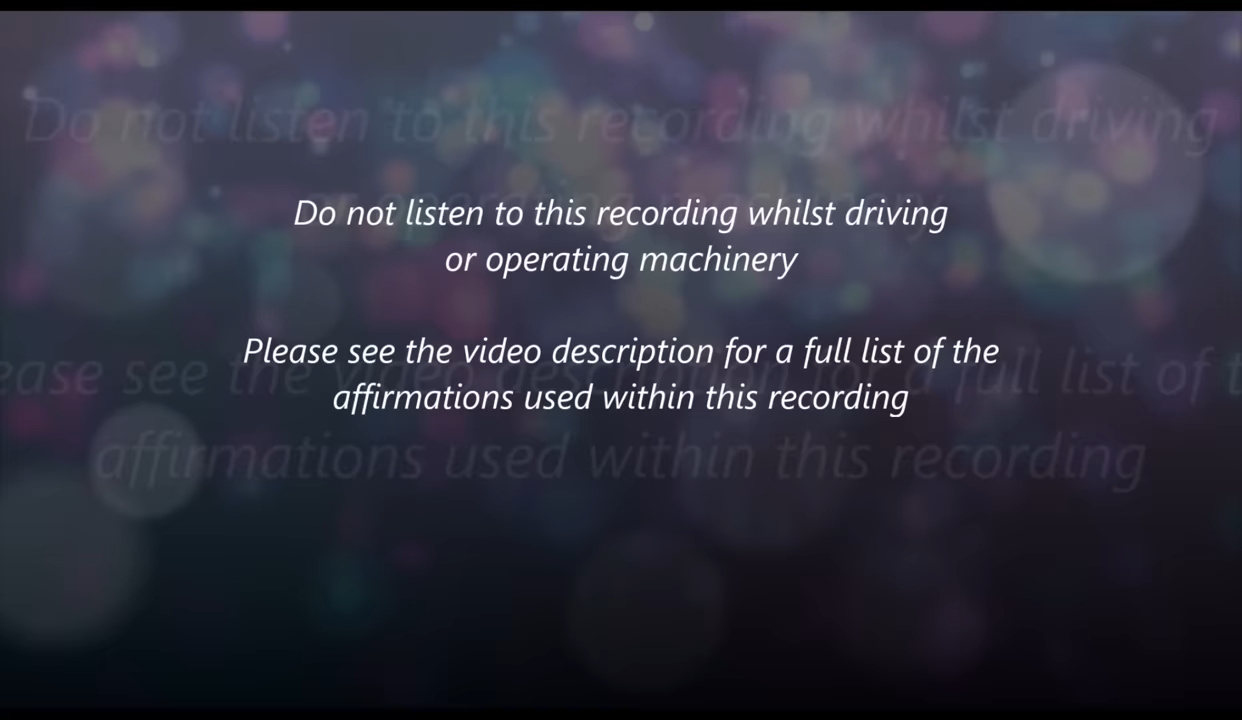 Do not listen to this recording whilst driving
or operating machinery
Please see the video description for a full list of the
affirmations used within this recording